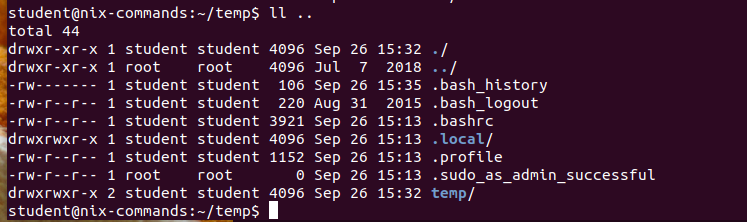 student@nix-commands:~/temp$ ll ..
total 44
drwxr-xr-x 1 student student 4096 Sep 26 15:32 ./
drwxr-xr-x 1 root    root    4096 Jul  7  2018 ../
-rw------- 1 student student  106 Sep 26 15:35 .bash_history
-rw-r--r-- 1 student student  220 Aug 31  2015 .bash_logout
-rw-r--r-- 1 student student 3921 Sep 26 15:13 .bashrc
drwxrwxr-x 1 student student 4096 Sep 26 15:13 .local/
-rw-r--r-- 1 student student 1152 Sep 26 15:13 .profile
-rw-r--r-- 1 root    root       0 Sep 26 15:13 .sudo_as_admin_successful
drwxrwxr-x 2 student student 4096 Sep 26 15:32 temp/
student@nix-commands:~/temp$